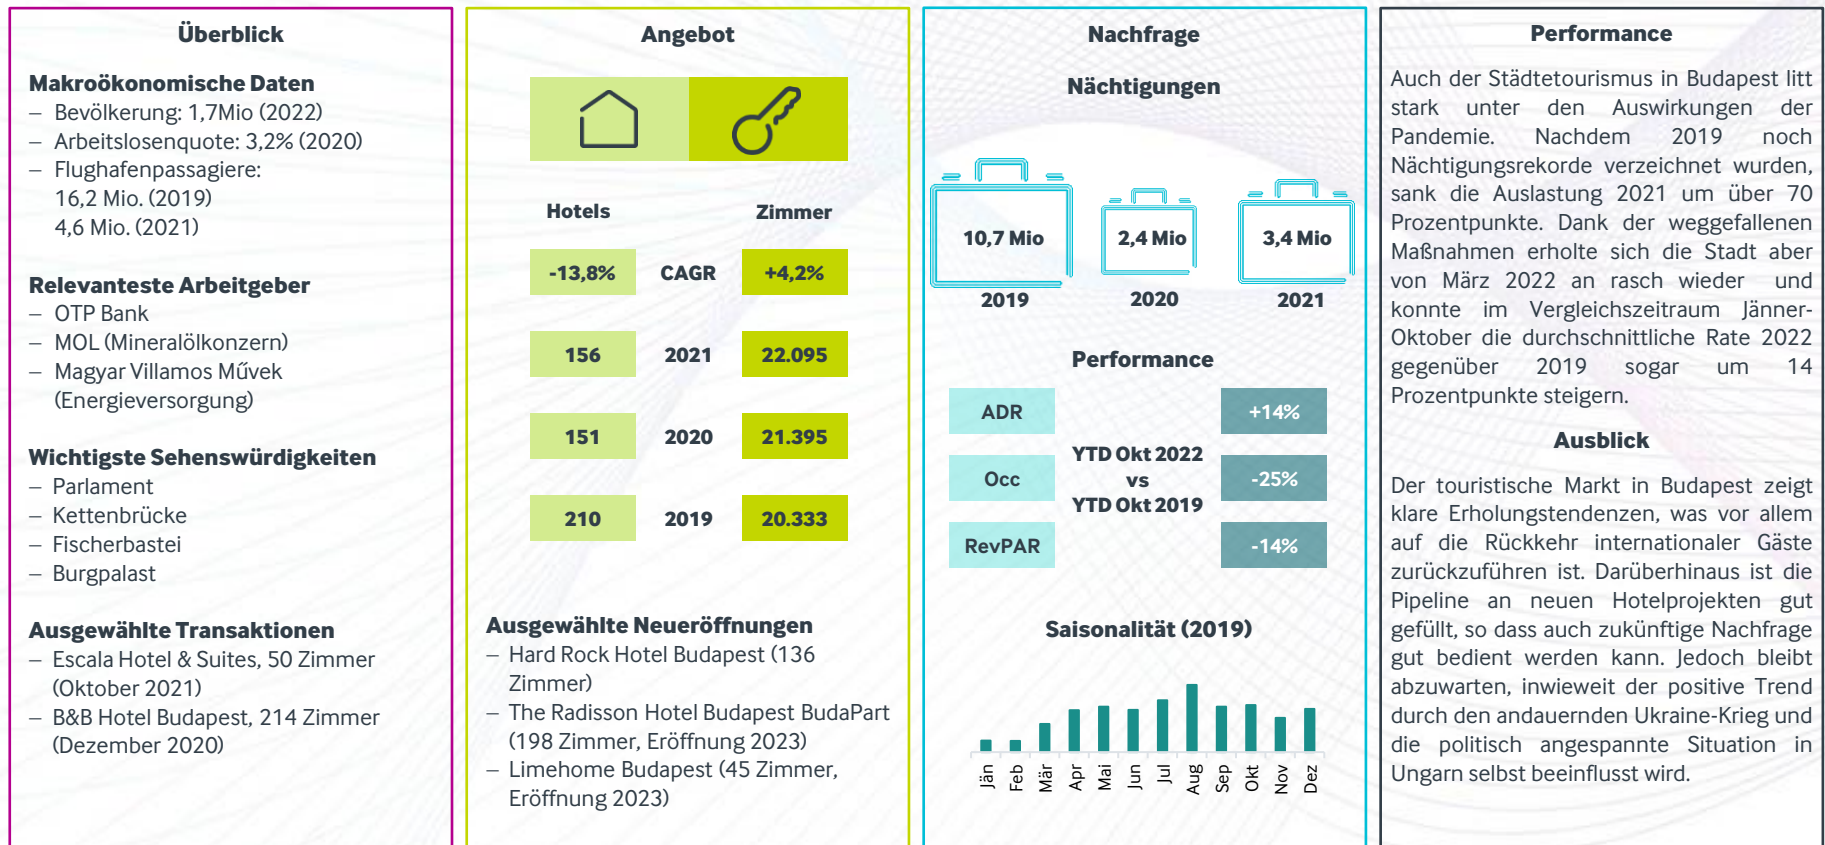 Überblick
Makroökonomische Daten
– Bevölkerung: 1,7Mio (2022)
– Arbeitslosenquote: 3,2% (2020)
– Flughafenpassagiere:
16,2 Mio. (2019)
4,6 Mio. (2021)
Relevanteste Arbeitgeber
– OTP Bank
– MOL (Mineralölkonzern)
– Magyar Villamos Művek
(Energieversorgung)
Wichtigste Sehenswürdigkeiten
– Parlament
– Kettenbrücke
– Fischerbastei
– Burgpalast
Ausgewählte Transaktionen
– Escala Hotel & Suites, 50 Zimmer
(Oktober 2021)
– B&B Hotel Budapest, 214 Zimmer
(Dezember 2020)
Angebot
Hotels Zimmer
-13,8% CAGR +4,2%
156 2021 22.095
151 2020 21.395
210 2019 20.333
Ausgewählte Neueröffnungen
– Hard Rock Hotel Budapest (136
Zimmer)
– The Radisson Hotel Budapest BudaPart
(198 Zimmer, Eröffnung 2023)
– Limehome Budapest (45 Zimmer,
Eröffnung 2023)
Nachfrage
Nächtigungen
10,7 Mio 2,4 Mio 3,4 Mio
2019 2020 2021
Performance
ADR +14%
YTD Okt 2022
Occ vs -25%
YTD Okt 2019
RevPAR -14%
Saisonalität (2019)
Jän Feb Mär Apr Mai Jun Jul Aug Sep Okt Nov Dez
Performance
Auch der Städtetourismus in Budapest litt
stark unter den Auswirkungen der
Pandemie. Nachdem 2019 noch
Nächtigungsrekorde verzeichnet wurden,
sank die Auslastung 2021 um über 70
Prozentpunkte. Dank der weggefallenen
Maßnahmen erholte sich die Stadt aber
von März 2022 an rasch wieder und
konnte im Vergleichszeitraum Jänner-
Oktober die durchschnittliche Rate 2022
gegenüber 2019 sogar um 14
Prozentpunkte steigern.
Ausblick
Der touristische Markt in Budapest zeigt
klare Erholungstendenzen, was vor allem
auf die Rückkehr internationaler Gäste
zurückzuführen ist. Darüberhinaus ist die
Pipeline an neuen Hotelprojekten gut
gefüllt, so dass auch zukünftige Nachfrage
gut bedient werden kann. Jedoch bleibt
abzuwarten, inwieweit der positive Trend
durch den andauernden Ukraine-Krieg und
die politisch angespannte Situation in
Ungarn selbst beeinflusst wird.